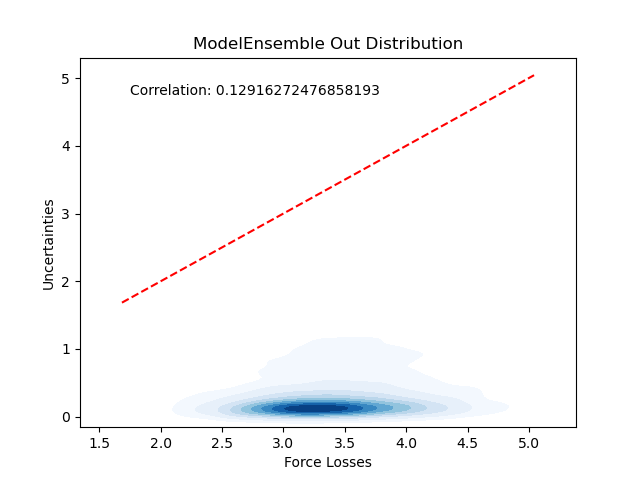 ModelEnsemble Out Distribution
Correlation: 0.12916272476858193
Uncertainties
5
4
3
2
1
0
1.5 2.0 2.5 3.0 3.5 4.0 4.5 5.0
Force Losses